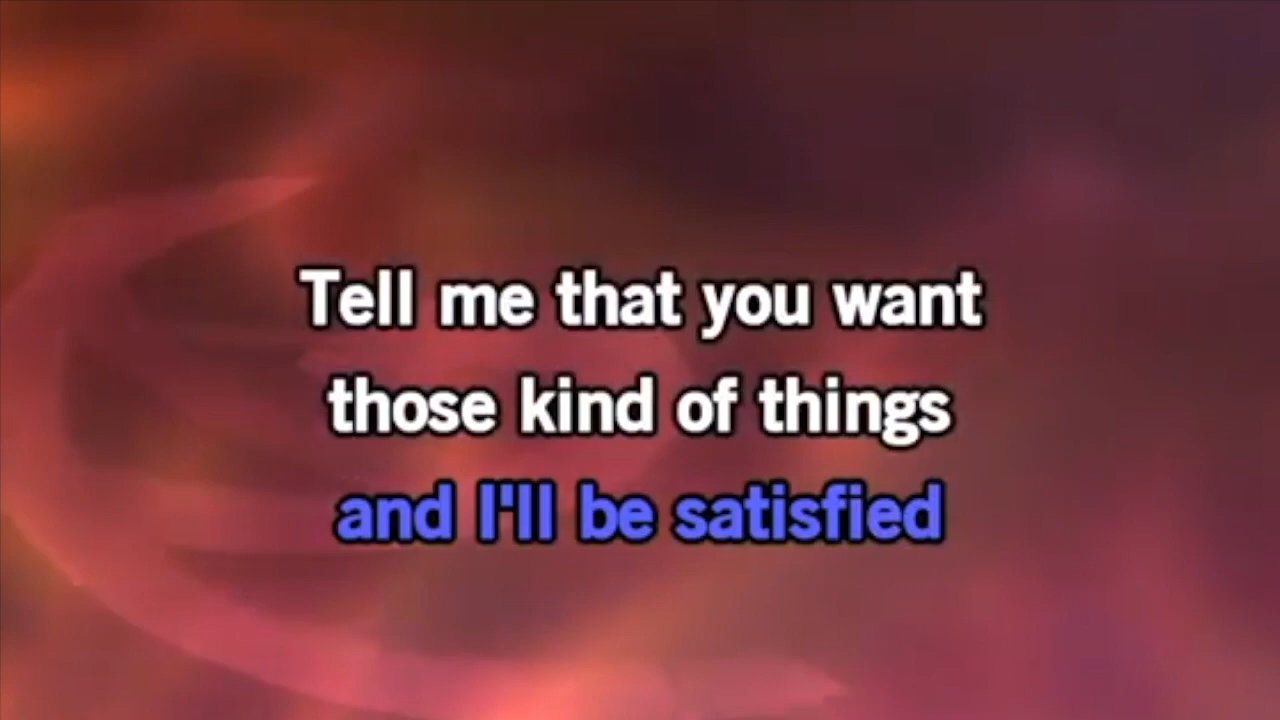 Tell me that you want
those kind of things
and I'll be satisfied